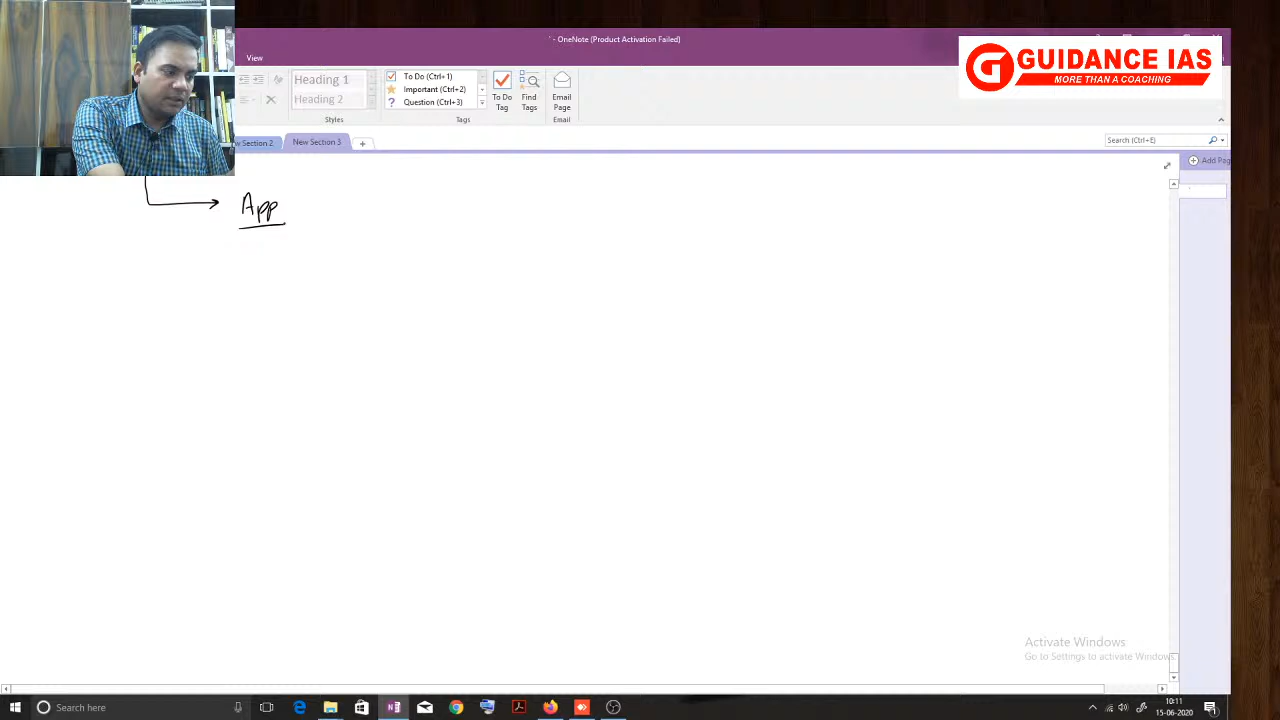 ' - OneNote (Product Activation Failed)
GUIDANCE IAS
MORE THAN A COACHING
View
Heading 1
Heading 2
To Do (Ctrl+1)
Important (Ctrl+2)
Question (Ctrl+3)
To Do Tag
Find Tags
Email Page
Styles
Tags
Email
Section 2
New Section 3
Search (Ctrl+E)
Add Pag
App
Activate Windows
Go to Settings to activate Windows.
Search here
10:11
15-06-2020